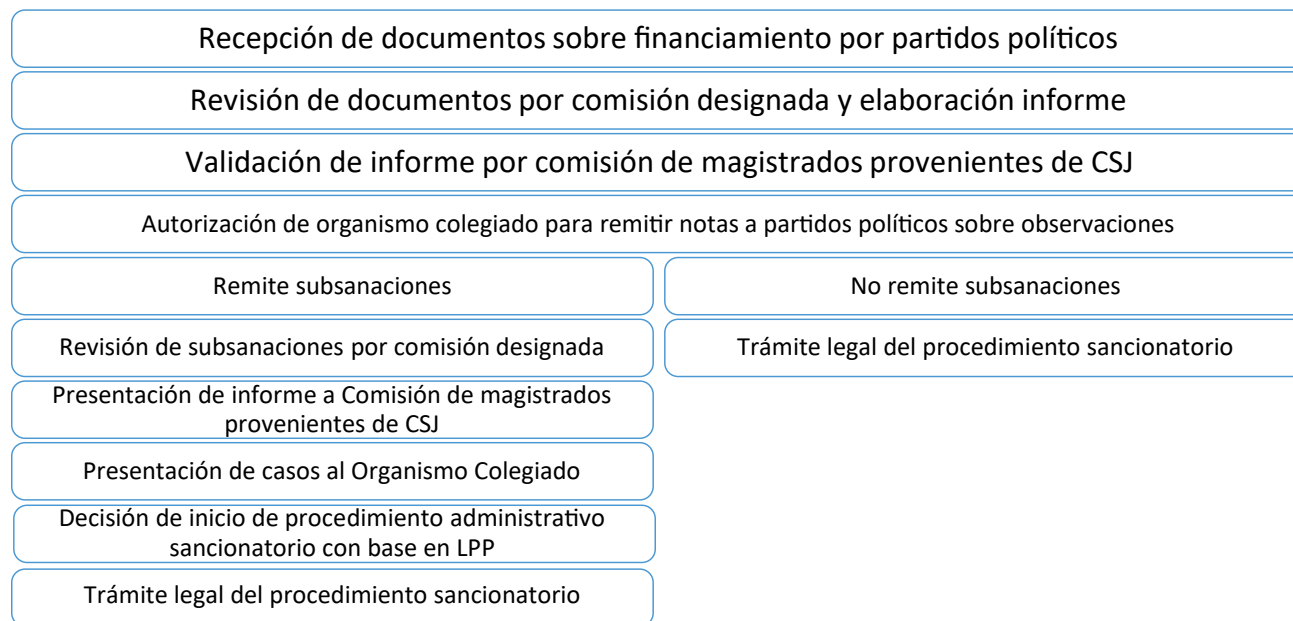 Recepción de documentos sobre financiamiento por partidos políticos
Revisión de documentos por comisión designada y elaboración informe
Validación de informe por comisión de magistrados provenientes de CSJ
Autorización de organismo colegiado para remitir notas a partidos políticos sobre observaciones
Remite subsanaciones
No remite subsanaciones
Revisión de subsanaciones por comisión designada
Trámite legal del procedimiento sancionatorio
Presentación de informe a Comisión de magistrados
provenientes de CSJ
Presentación de casos al Organismo Colegiado
Decisión de inicio de procedimiento administrativo
sancionatorio con base en LPP
Trámite legal del procedimiento sancionatorio